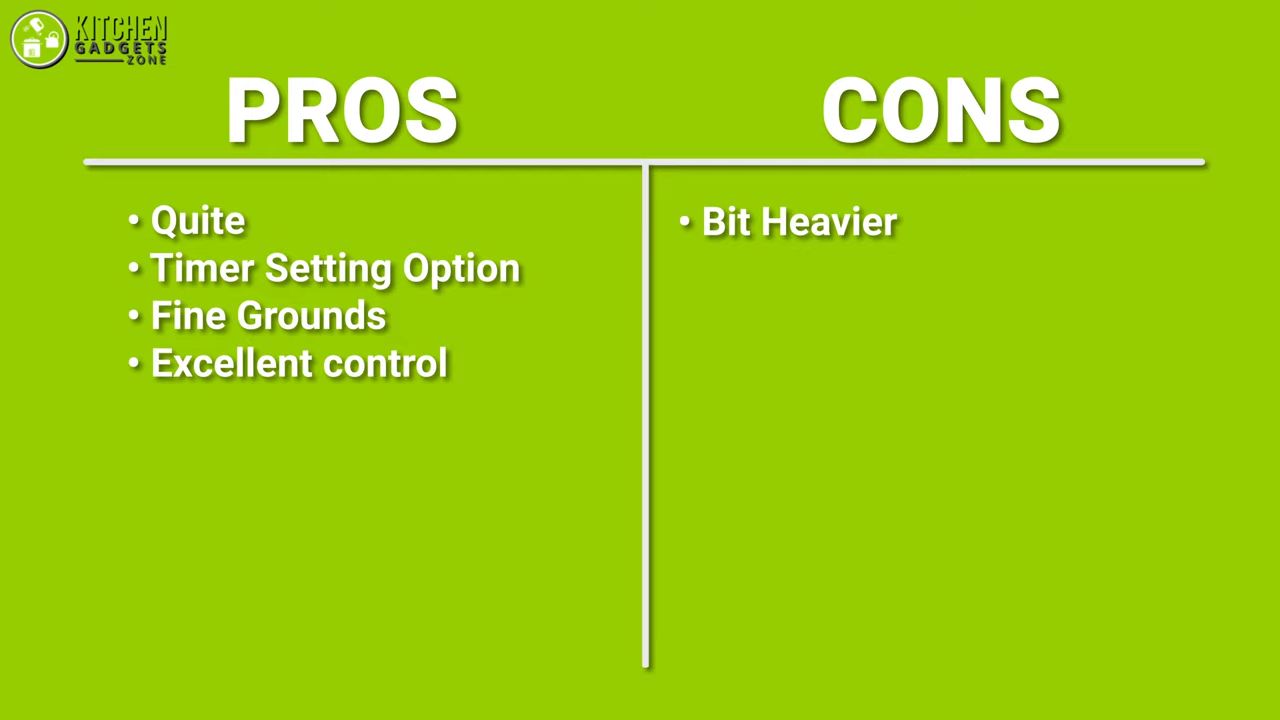 KITCHEN
GADGETS
ZONE
PROS
CONS
• Quite
• Timer Setting Option
• Fine Grounds
• Excellent control
• Bit Heavier